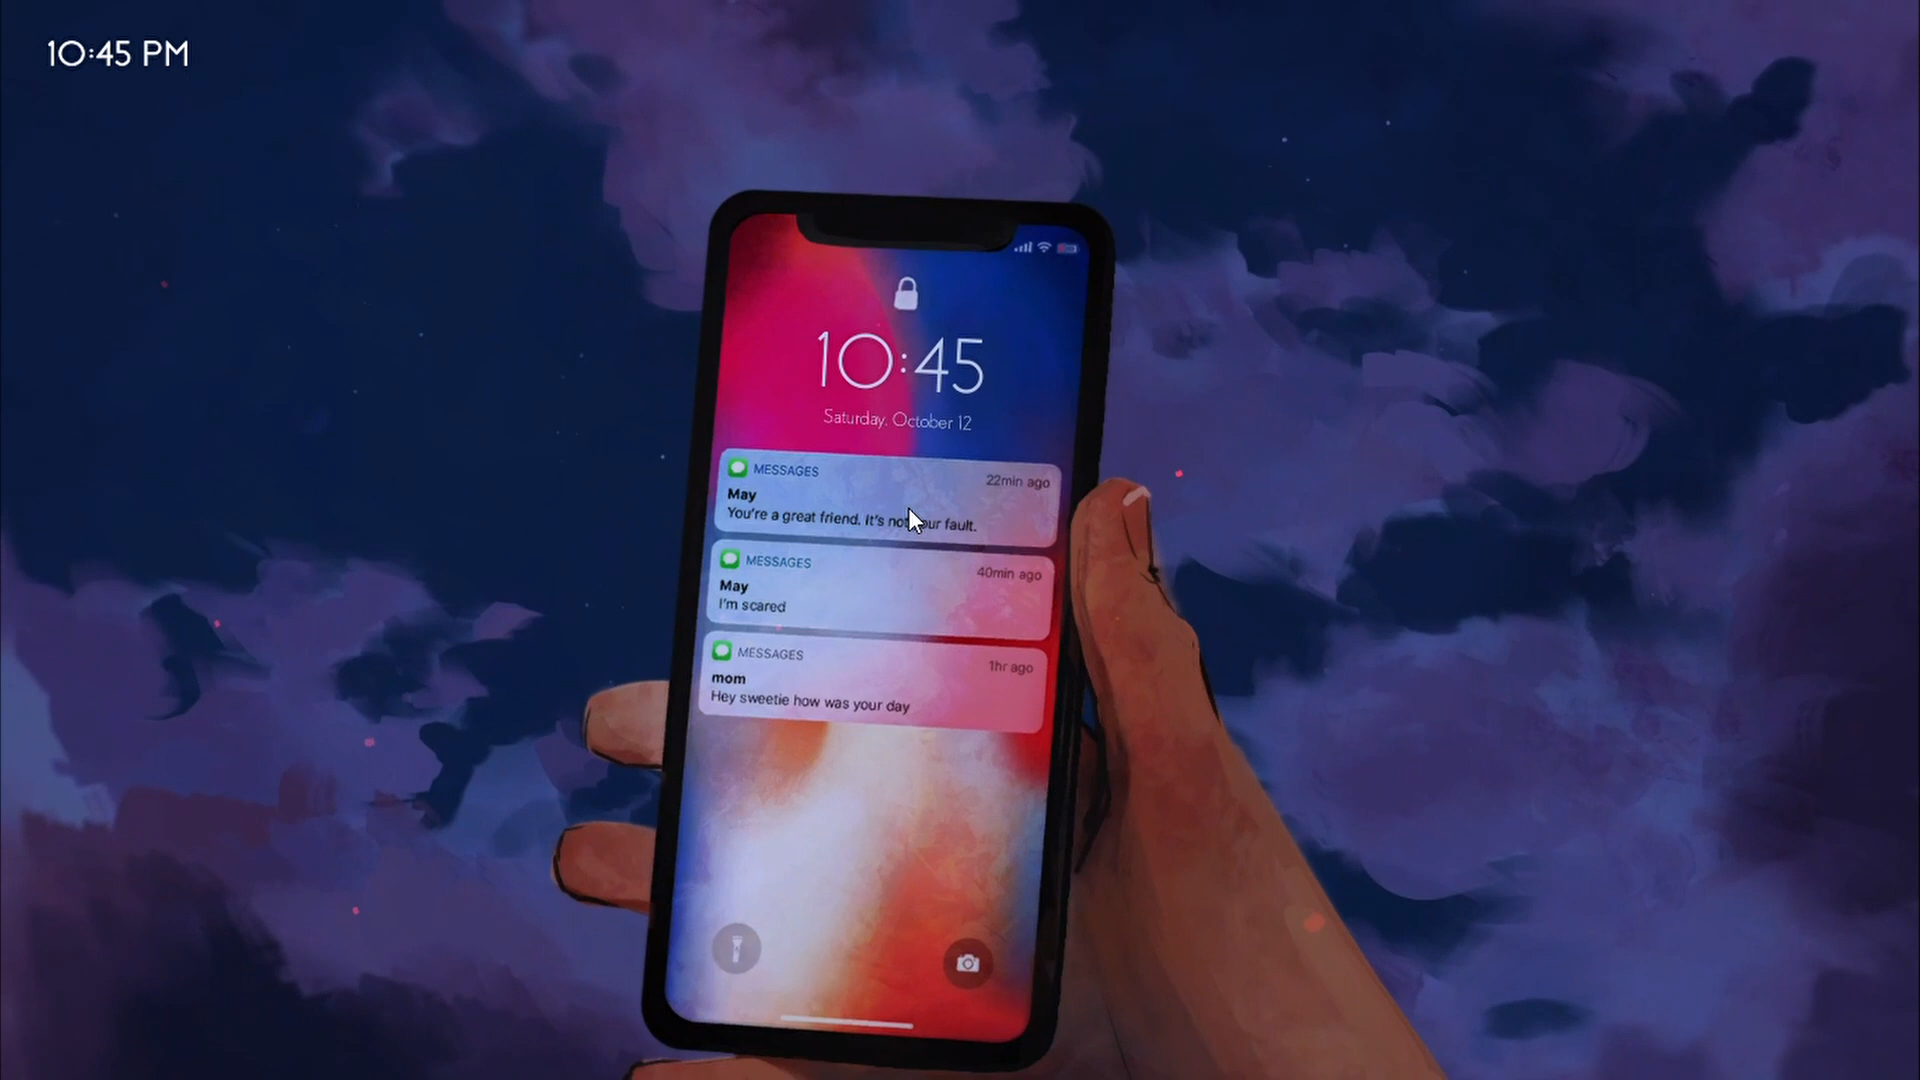 10:45 PM
10:45
Saturday, October 12
MESSAGES
22min ago
May
You're a great friend. It's not our fault.
MESSAGES
40min ago
May
I'm scared
MESSAGES
1hr ago
mom
Hey sweetie how was your day